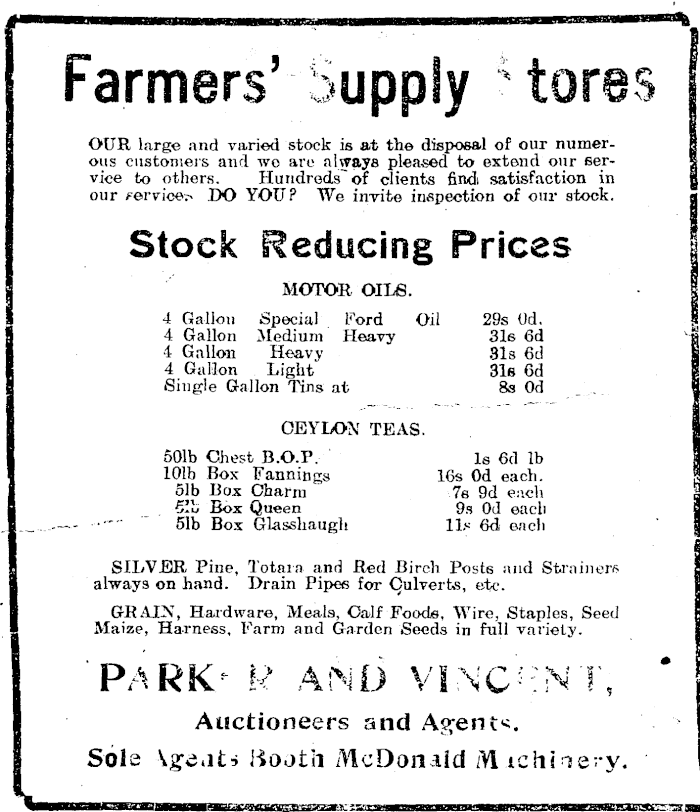 Farmers' Supply Stores
OUR large and varied stock is at the disposal of our numer-
ous customers and we are always pleased to extend our ser-
vice to others. Hundreds of clients find satisfaction in
our service. DO YOU? We invite inspection of our stock.
Stock Reducing Prices
MOTOR OILS.
4 Gallon Special Ford Oil 29s 0d.
4 Gallon Medium Heavy 31s 6d
4 Gallon Heavy 31s 6d
4 Gallon Light 31s 6d
Single Gallon Tins at 8s 0d
CEYLON TEAS.
50lb Chest B.O.P. 1s 6d lb
10lb Box Fannings 16s 0d each.
5lb Box Charm 7s 9d each
5lb Box Queen 9s 0d each
5lb Box Glasshaugh 11s 6d each
SILVER Pine, Totara and Red Birch Posts and Strainers
always on hand. Drain Pipes for Culverts, etc.
GRAIN, Hardware, Meals, Calf Foods, Wire, Staples, Seed
Maize, Harness, Farm and Garden Seeds in full variety.
PARKER AND VINCENT,
Auctioneers and Agents.
Sole Agents Booth McDonald Machinery.